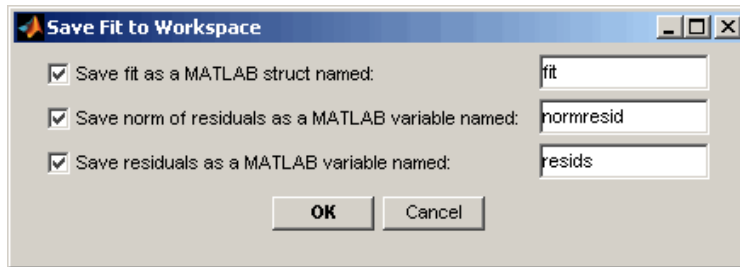 Save Fit to Workspace
Save fit as a MATLAB struct named: fit
Save norm of residuals as a MATLAB variable named: normresid
Save residuals as a MATLAB variable named: resids
OK Cancel